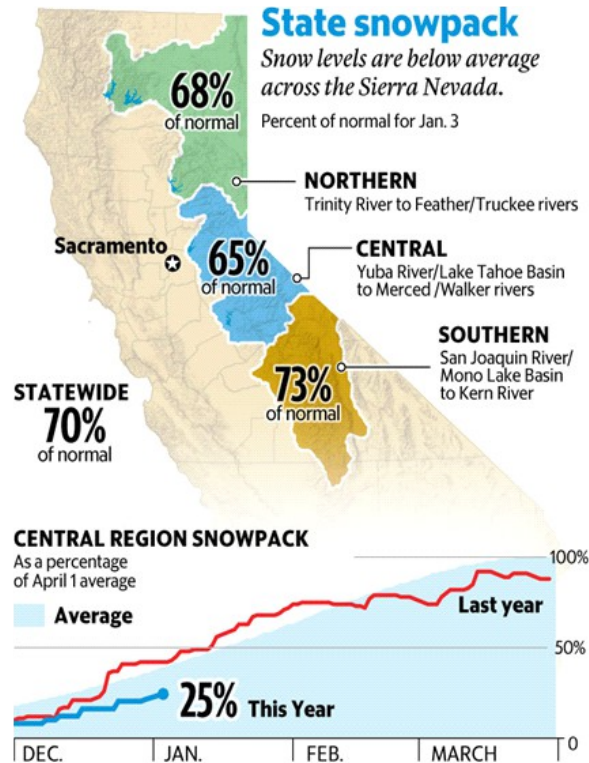 State snowpack
Snow levels are below average
across the Sierra Nevada.
Percent of normal for Jan. 3
68%
of normal
NORTHERN
Trinity River to Feather/Truckee rivers
Sacramento
65%
of normal
CENTRAL
Yuba River/Lake Tahoe Basin
to Merced /Walker rivers
SOUTHERN
San Joaquin River/
Mono Lake Basin
to Kern River
73%
of normal
STATEWIDE
70%
of normal
CENTRAL REGION SNOWPACK
As a percentage
of April 1 average
Average
100%
Last year
50%
25% This Year
0
DEC. JAN. FEB. MARCH